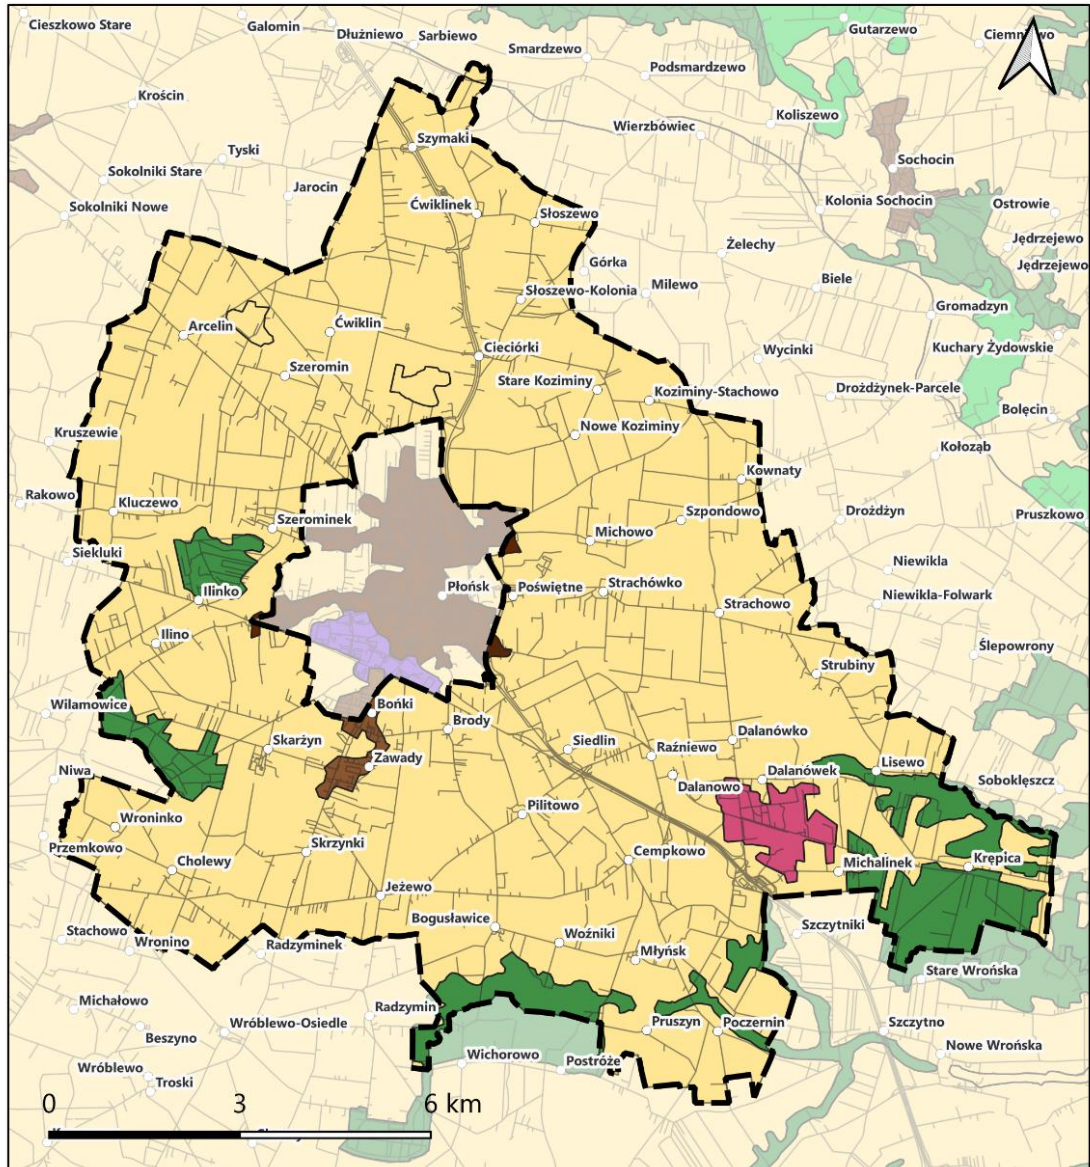 Cieszkowo Stare
Galomin
Dłużniewo
Sarbiewo
Gutarzewo
Smardzewo
Podsmardzewo
Krościn
Koliszewo
Wierzbówiec
Szymaki
Tyski
Sochocin
Sokolniki Stare
Jarocin
Kolonia Sochocin
Ostrowie
Sokolniki Nowe
Ćwiklinek
Słoszewo
Żelechy
Jędrzejewo
Górka
Jędrzejewo
Biele
Słoszewo-Kolonia
Milewo
Gromadzyn
Arcelin
Ćwiklin
Cieciórki
Wycinki
Kuchary Żydowskie
Szeromin
Stare Koziminy
Koziminy-Stachowo
Drożdżynek-Parcele
Bolęcin
Kruszewie
Nowe Koziminy
Kołoząb
Rakowo
Kluczewo
Kownaty
Szerominek
Michowo
Szpondowo
Drożdżyn
Pruszkowo
Siekluki
Niewikla
Ilinko
Płońsk
Poświętne
Strachówko
Strachowo
Niewikla-Folwark
Ilino
Strubiny
Ślepowrony
Wilamowice
Bońki
Brody
Skarżyn
Zawady
Siedlin
Raźniewo
Dalanówko
Lisewo
Niwa
Dalanowo
Dalanówek
Soboklęszcz
Wroninko
Pilitowo
Przemkowo
Cholewy
Skrzynki
Cempkowo
Michalinek
Krępica
Jeżewo
Bogusławice
Stachowo
Wronino
Radzyminek
Woźniki
Młyńsk
Szczytniki
Stare Wrońska
Michałowo
Radzymin
Beszyno
Wróblewo-Osiedle
Pruszyn
Poczernin
Szczytno
Nowe Wrońska
Wróblewo
Troski
Wichorowo
Postróże
0 3 6 km